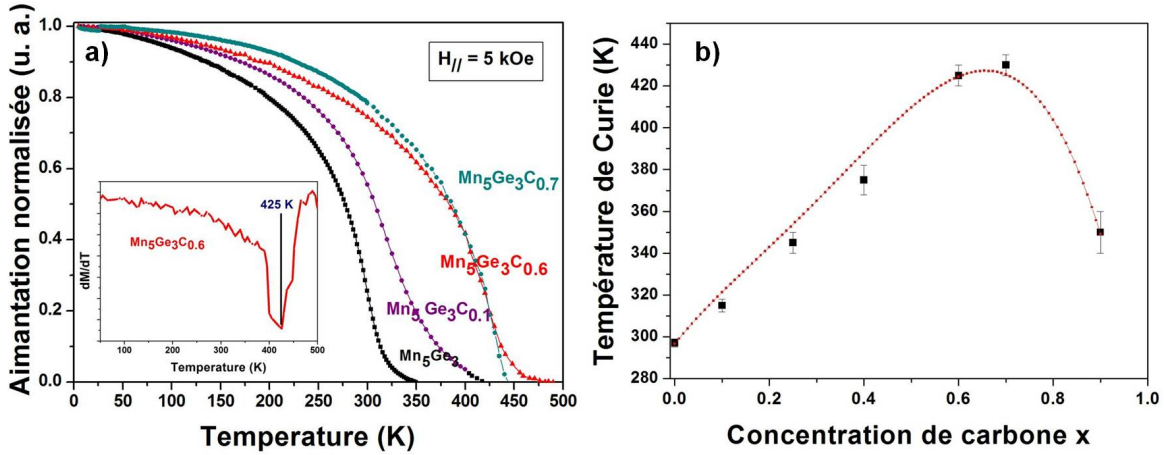 a)
H// = 5 kOe
Aimantation normalisée (u. a.)
1.0
0.8
0.6
0.4
0.2
0.0
0 50 100 150 200 250 300 350 400 450 500
Temperature (K)
Mn5Ge3C0.7
Mn5Ge3C0.6
Mn5 Ge3C0.1
Mn5Ge3
425 K
Mn5Ge3C0.6
dM/dT
100 200 300 400 500
Temperature (K)
b)
Température de Curie (K)
440
420
400
380
360
340
320
300
280
0.0 0.2 0.4 0.6 0.8 1.0
Concentration de carbone x